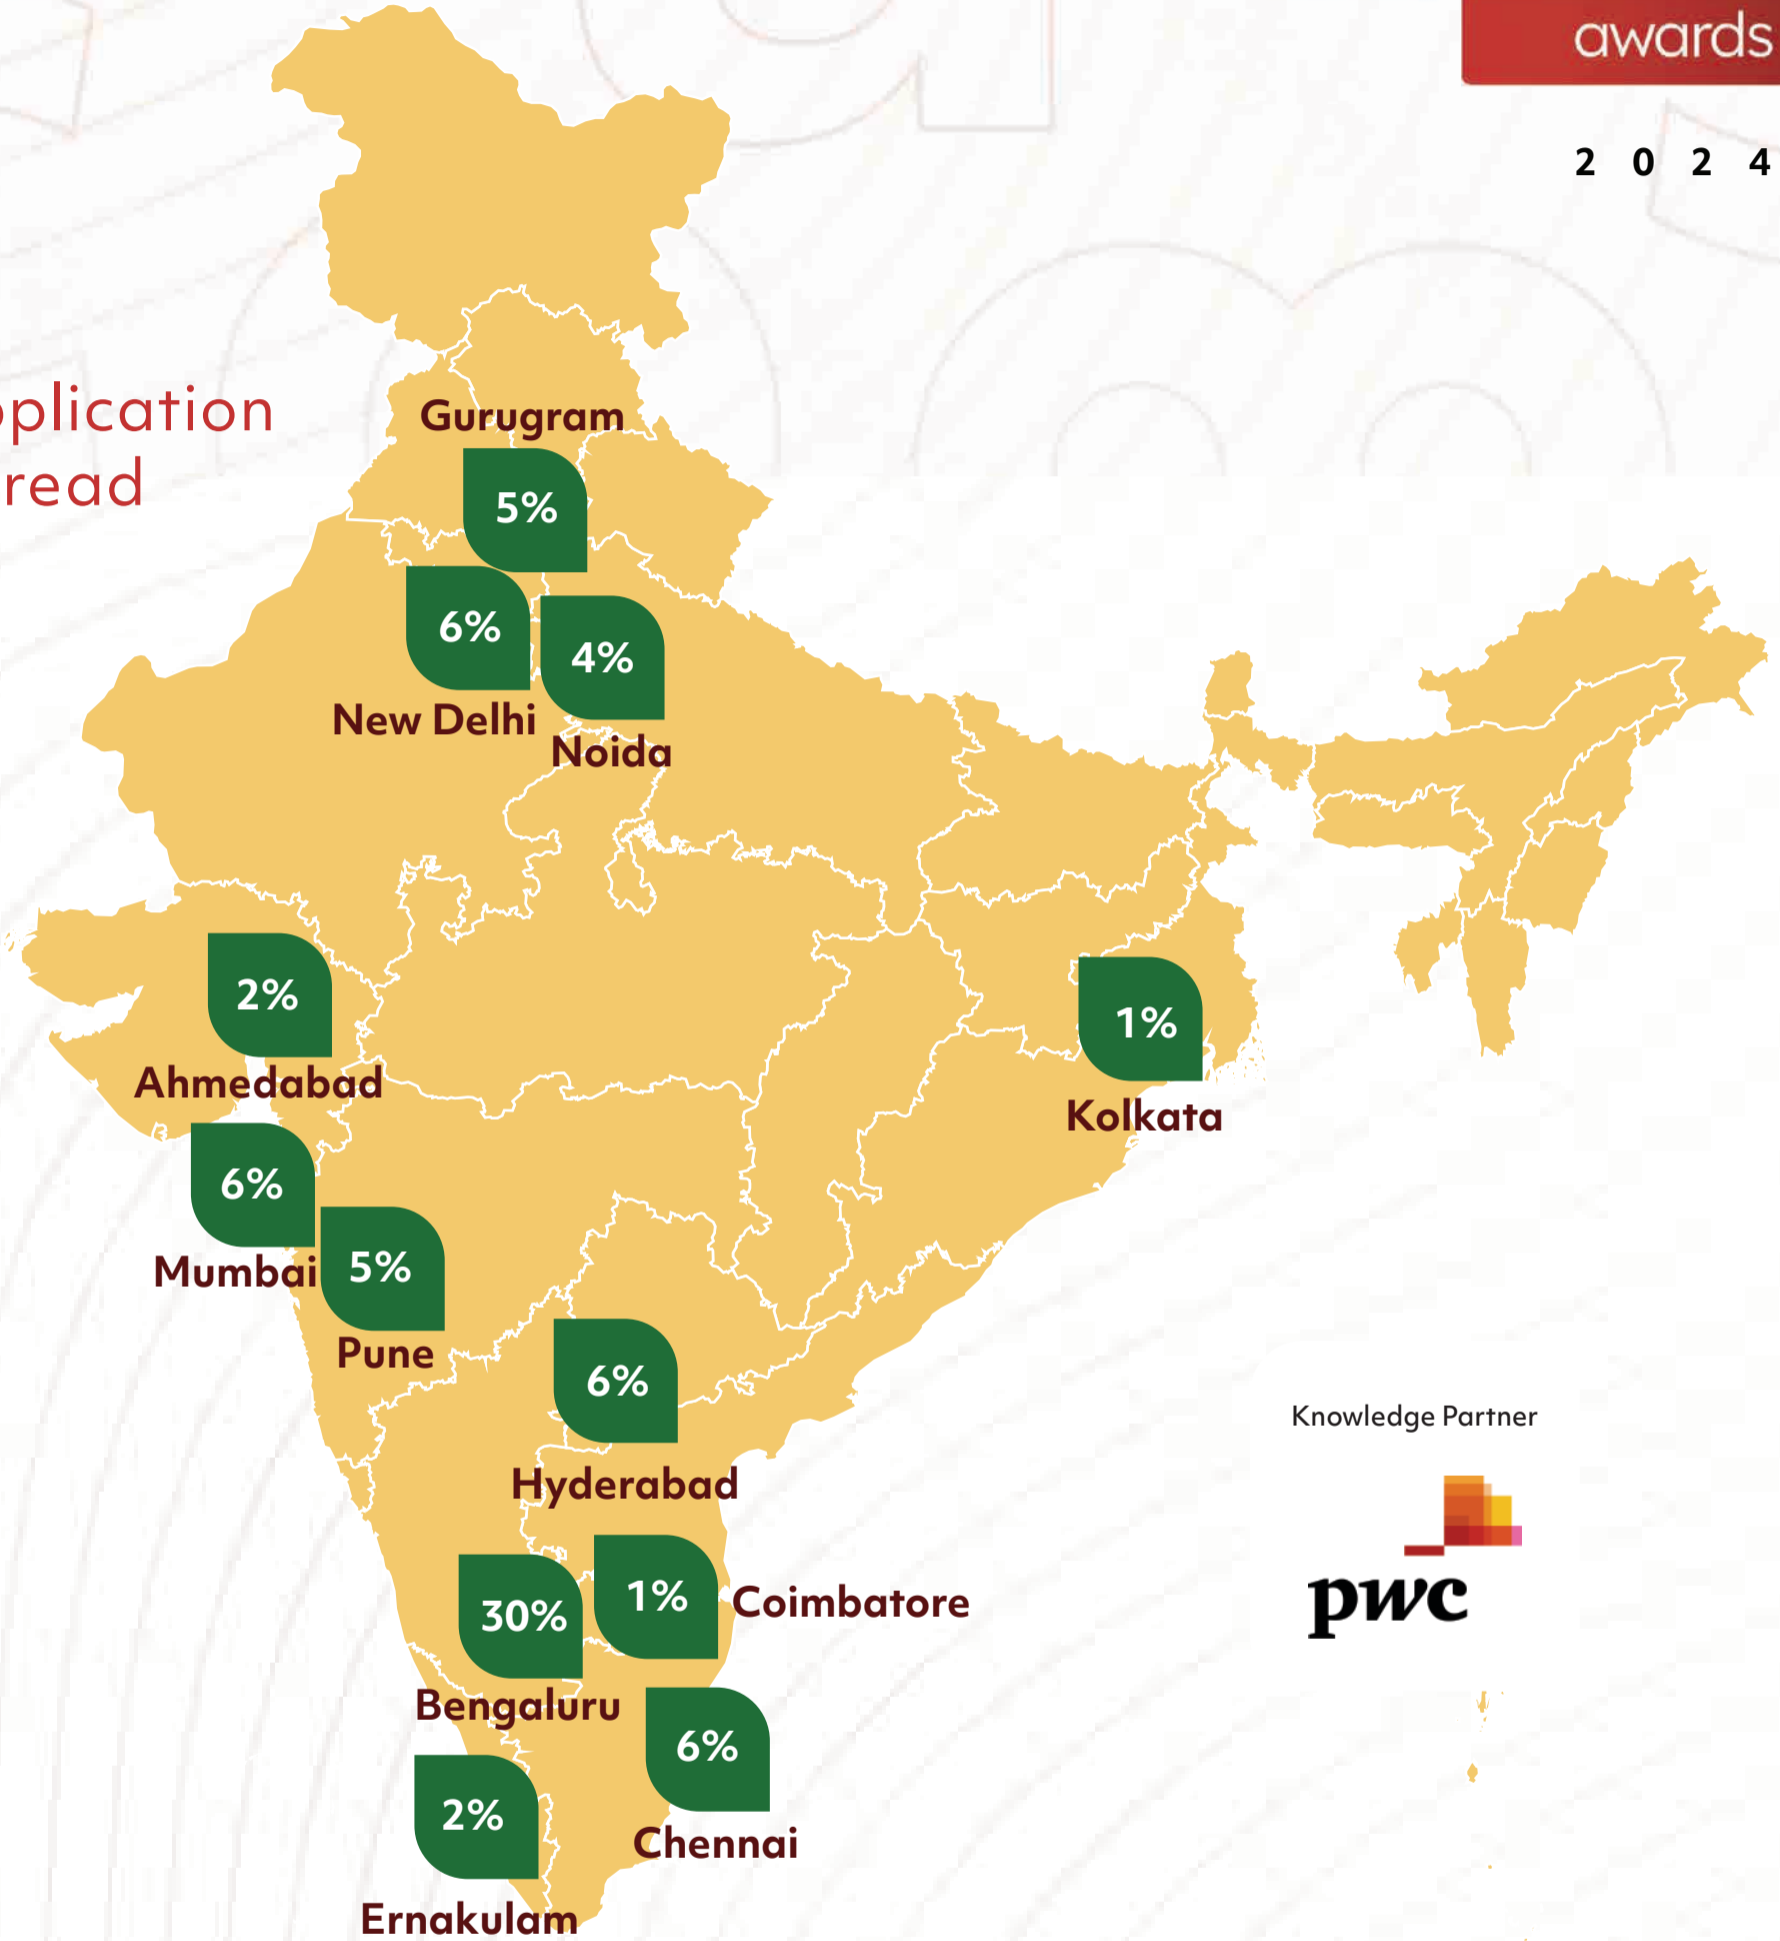 awards
2 0 2 4
plication
read
Gurugram
5%
6%
New Delhi
4%
Noida
2%
Ahmedabad
1%
Kolkata
6%
Mumbai
5%
Pune
6%
Hyderabad
30%
Bengaluru
1%
Coimbatore
6%
Chennai
2%
Ernakulam
Knowledge Partner
pwc